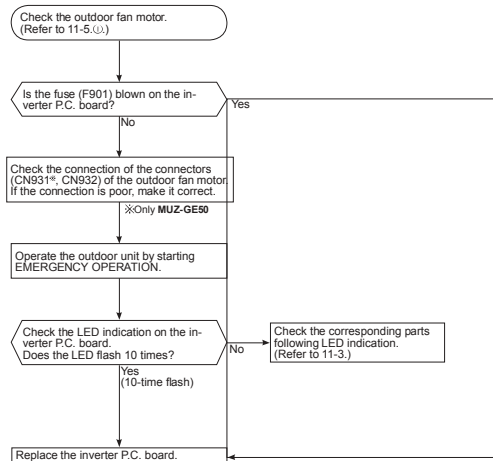 Check the outdoor fan motor.
(Refer to 11-5.Ⓛ.)
Is the fuse (F901) blown on the in-
verter P.C. board?
Yes
No
Check the connection of the connectors
(CN931※, CN932) of the outdoor fan motor.
If the connection is poor, make it correct.
※Only MUZ-GE50
Operate the outdoor unit by starting
EMERGENCY OPERATION.
Check the LED indication on the in-
verter P.C. board.
Does the LED flash 10 times?
No
Check the corresponding parts
following LED indication.
(Refer to 11-3.)
Yes
(10-time flash)
Replace the inverter P.C. board.